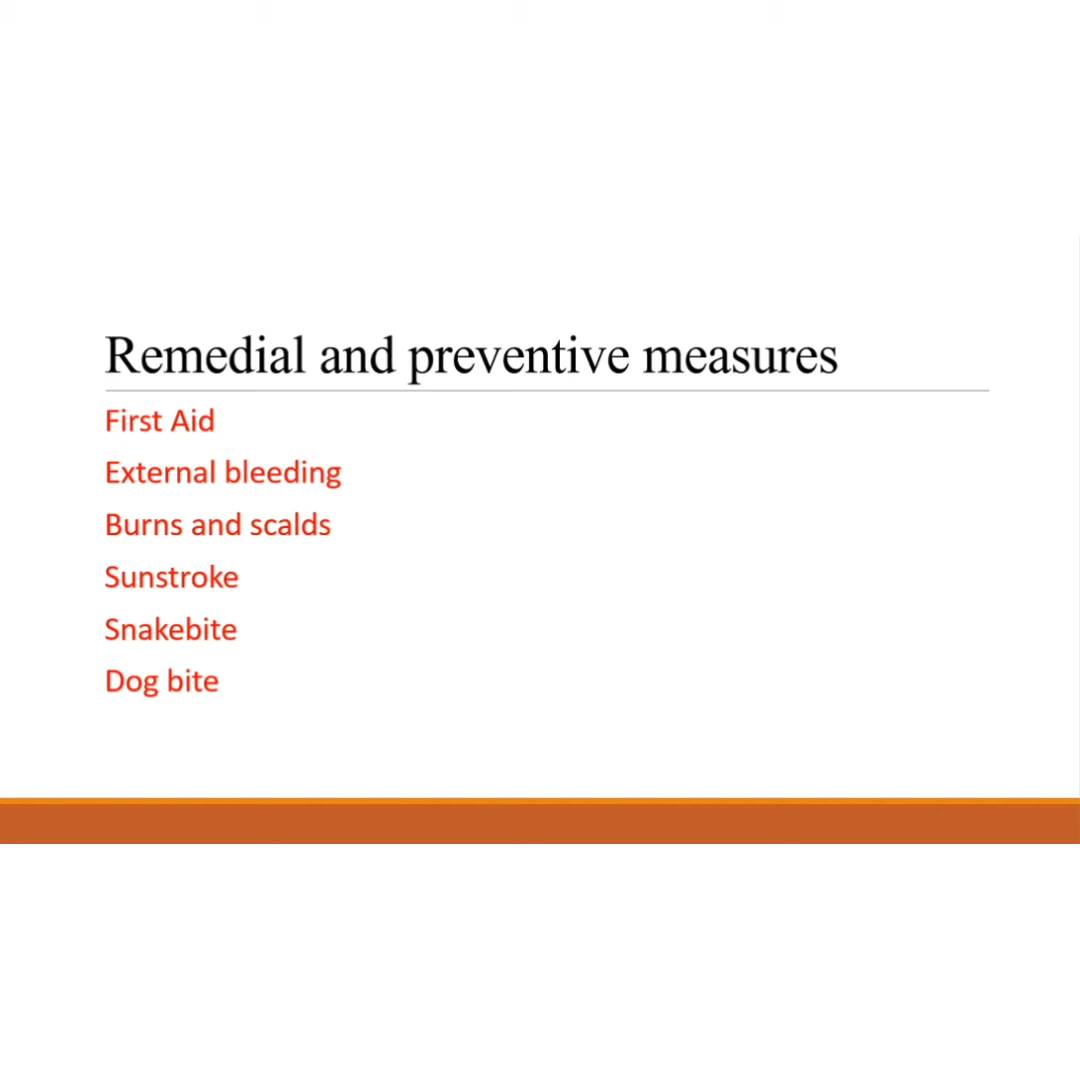 Remedial and preventive measures
First Aid
External bleeding
Burns and scalds
Sunstroke
Snakebite
Dog bite